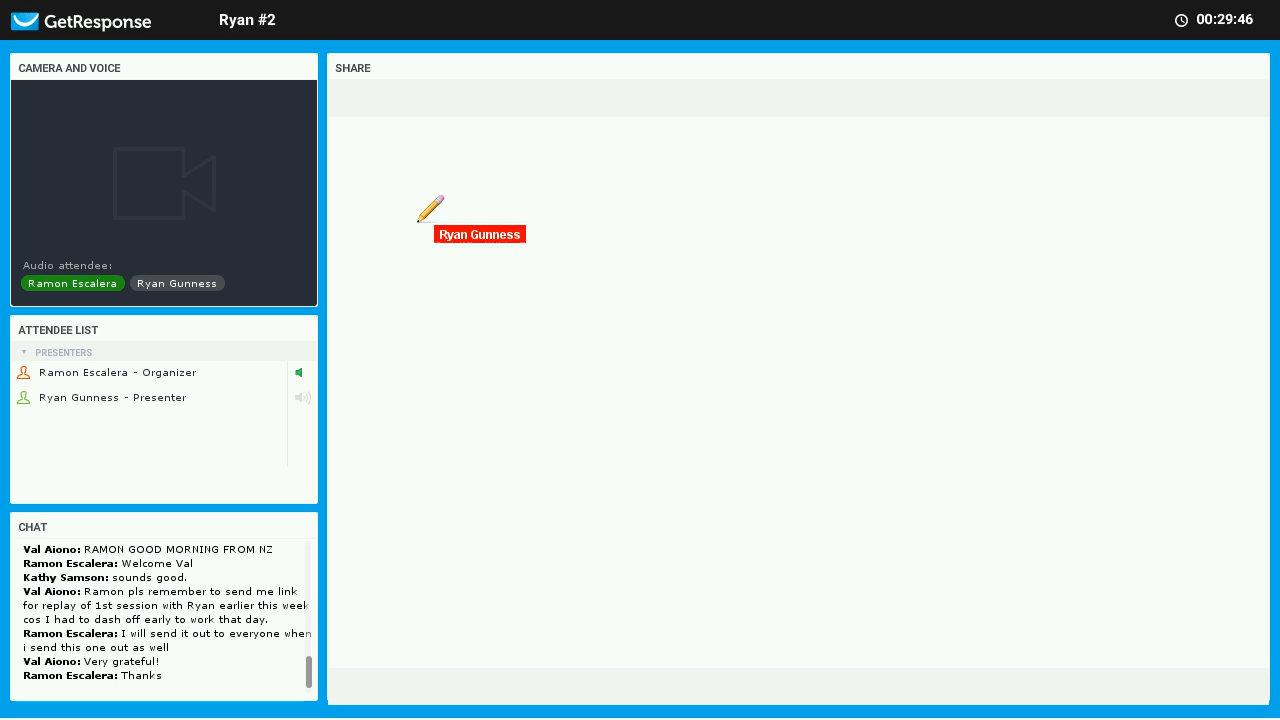 GetResponse
Ryan #2
00:29:46
CAMERA AND VOICE
Audio attendee:
Ramon Escalera
Ryan Gunness
ATTENDEE LIST
PRESENTERS
Ramon Escalera - Organizer
Ryan Gunness - Presenter
CHAT
Val Aiono: RAMON GOOD MORNING FROM NZ
Ramon Escalera: Welcome Val
Kathy Samson: sounds good.
Val Aiono: Ramon pls remember to send me link
for replay of 1st session with Ryan earlier this week
cos I had to dash off early to work that day.
Ramon Escalera: I will send it out to everyone when
i send this one out as well
Val Aiono: Very grateful!
Ramon Escalera: Thanks
SHARE
Ryan Gunness